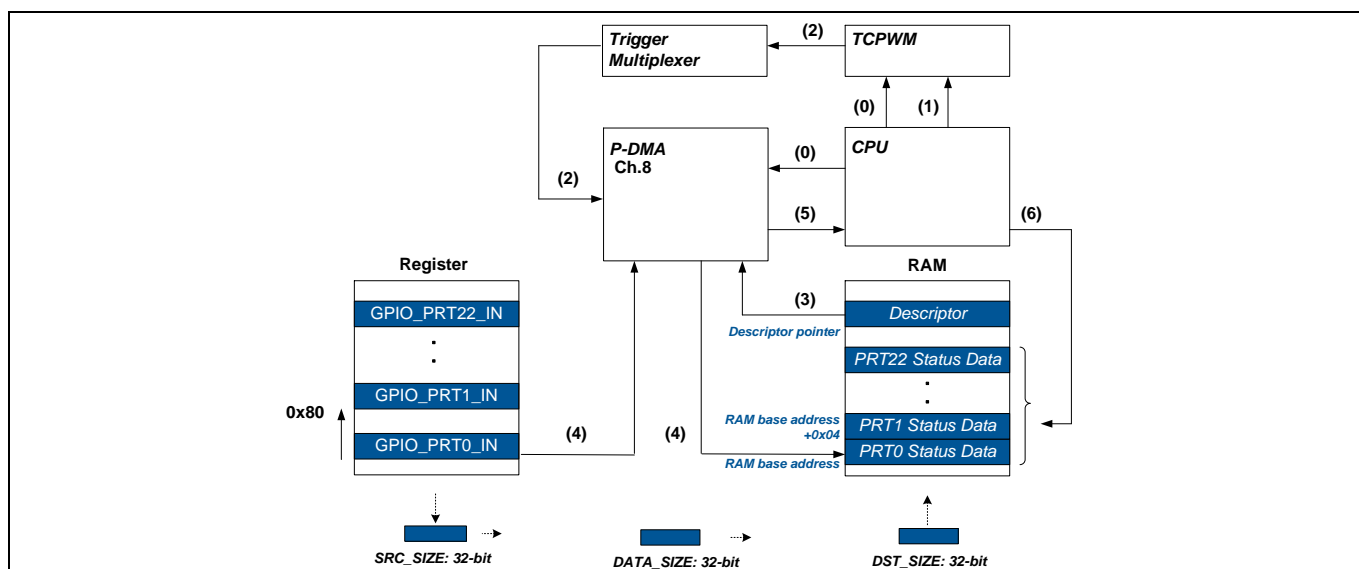 Trigger
Multiplexer
(2)
TCPWM
(0)
(1)
P-DMA
Ch.8
(0)
CPU
(2)
(5)
(6)
Register
RAM
GPIO_PRT22_IN
(3)
Descriptor
Descriptor pointer
PRT22 Status Data
GPIO_PRT1_IN
0x80
RAM base address
+0x04
PRT1 Status Data
GPIO_PRT0_IN
(4)
(4)
PRT0 Status Data
RAM base address
SRC_SIZE: 32-bit
DATA_SIZE: 32-bit
DST_SIZE: 32-bit